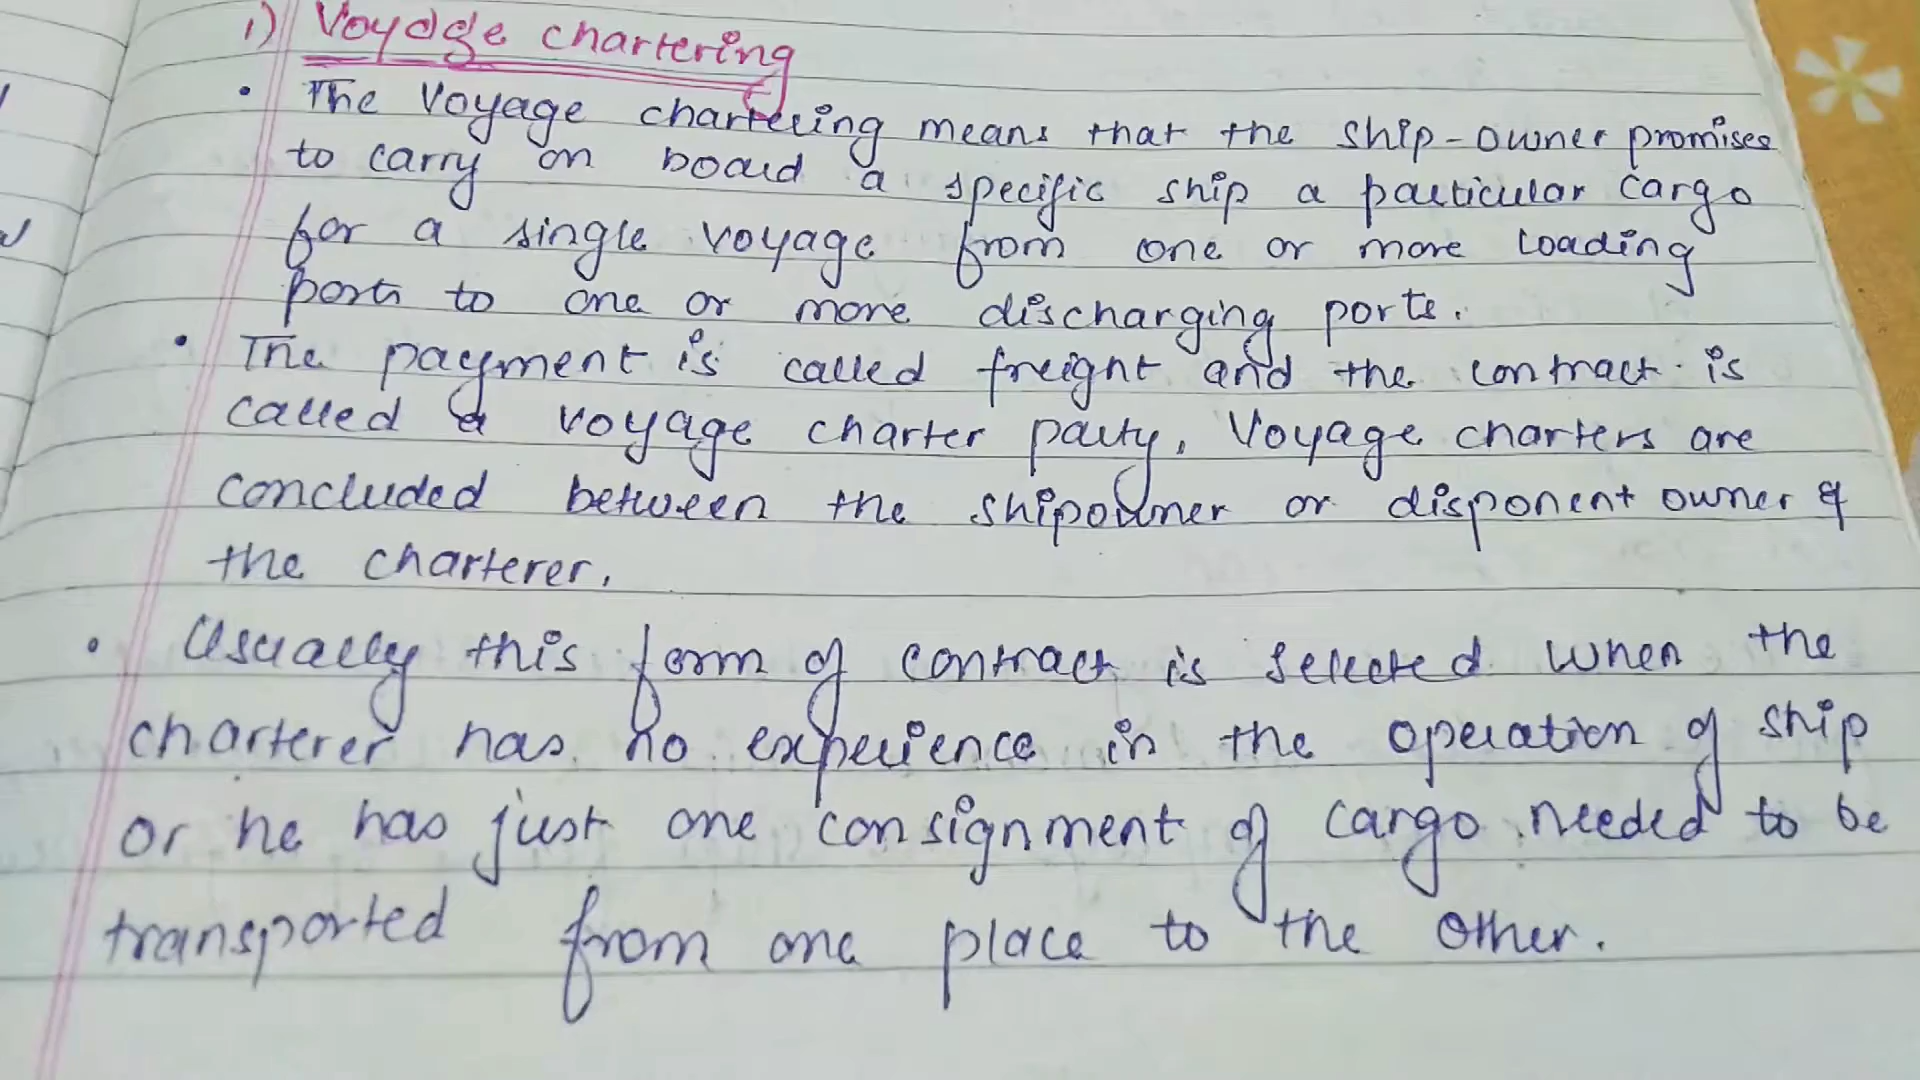 i) Voyage chartering
• The Voyage chartering means that the ship-owner promises
to carry on board a specific ship a particular cargo
for a single voyage from one or more loading
ports to one or more discharging ports.
• The payment is called freight and the contract is
called a voyage charter party. Voyage charters are
concluded between the shipowner or disponent owner &
the charterer.
• Usually this form of contract is selected when the
charterer has no experience in the operation of ship
or he has just one consignment of cargo needed to be
transported from one place to the other.